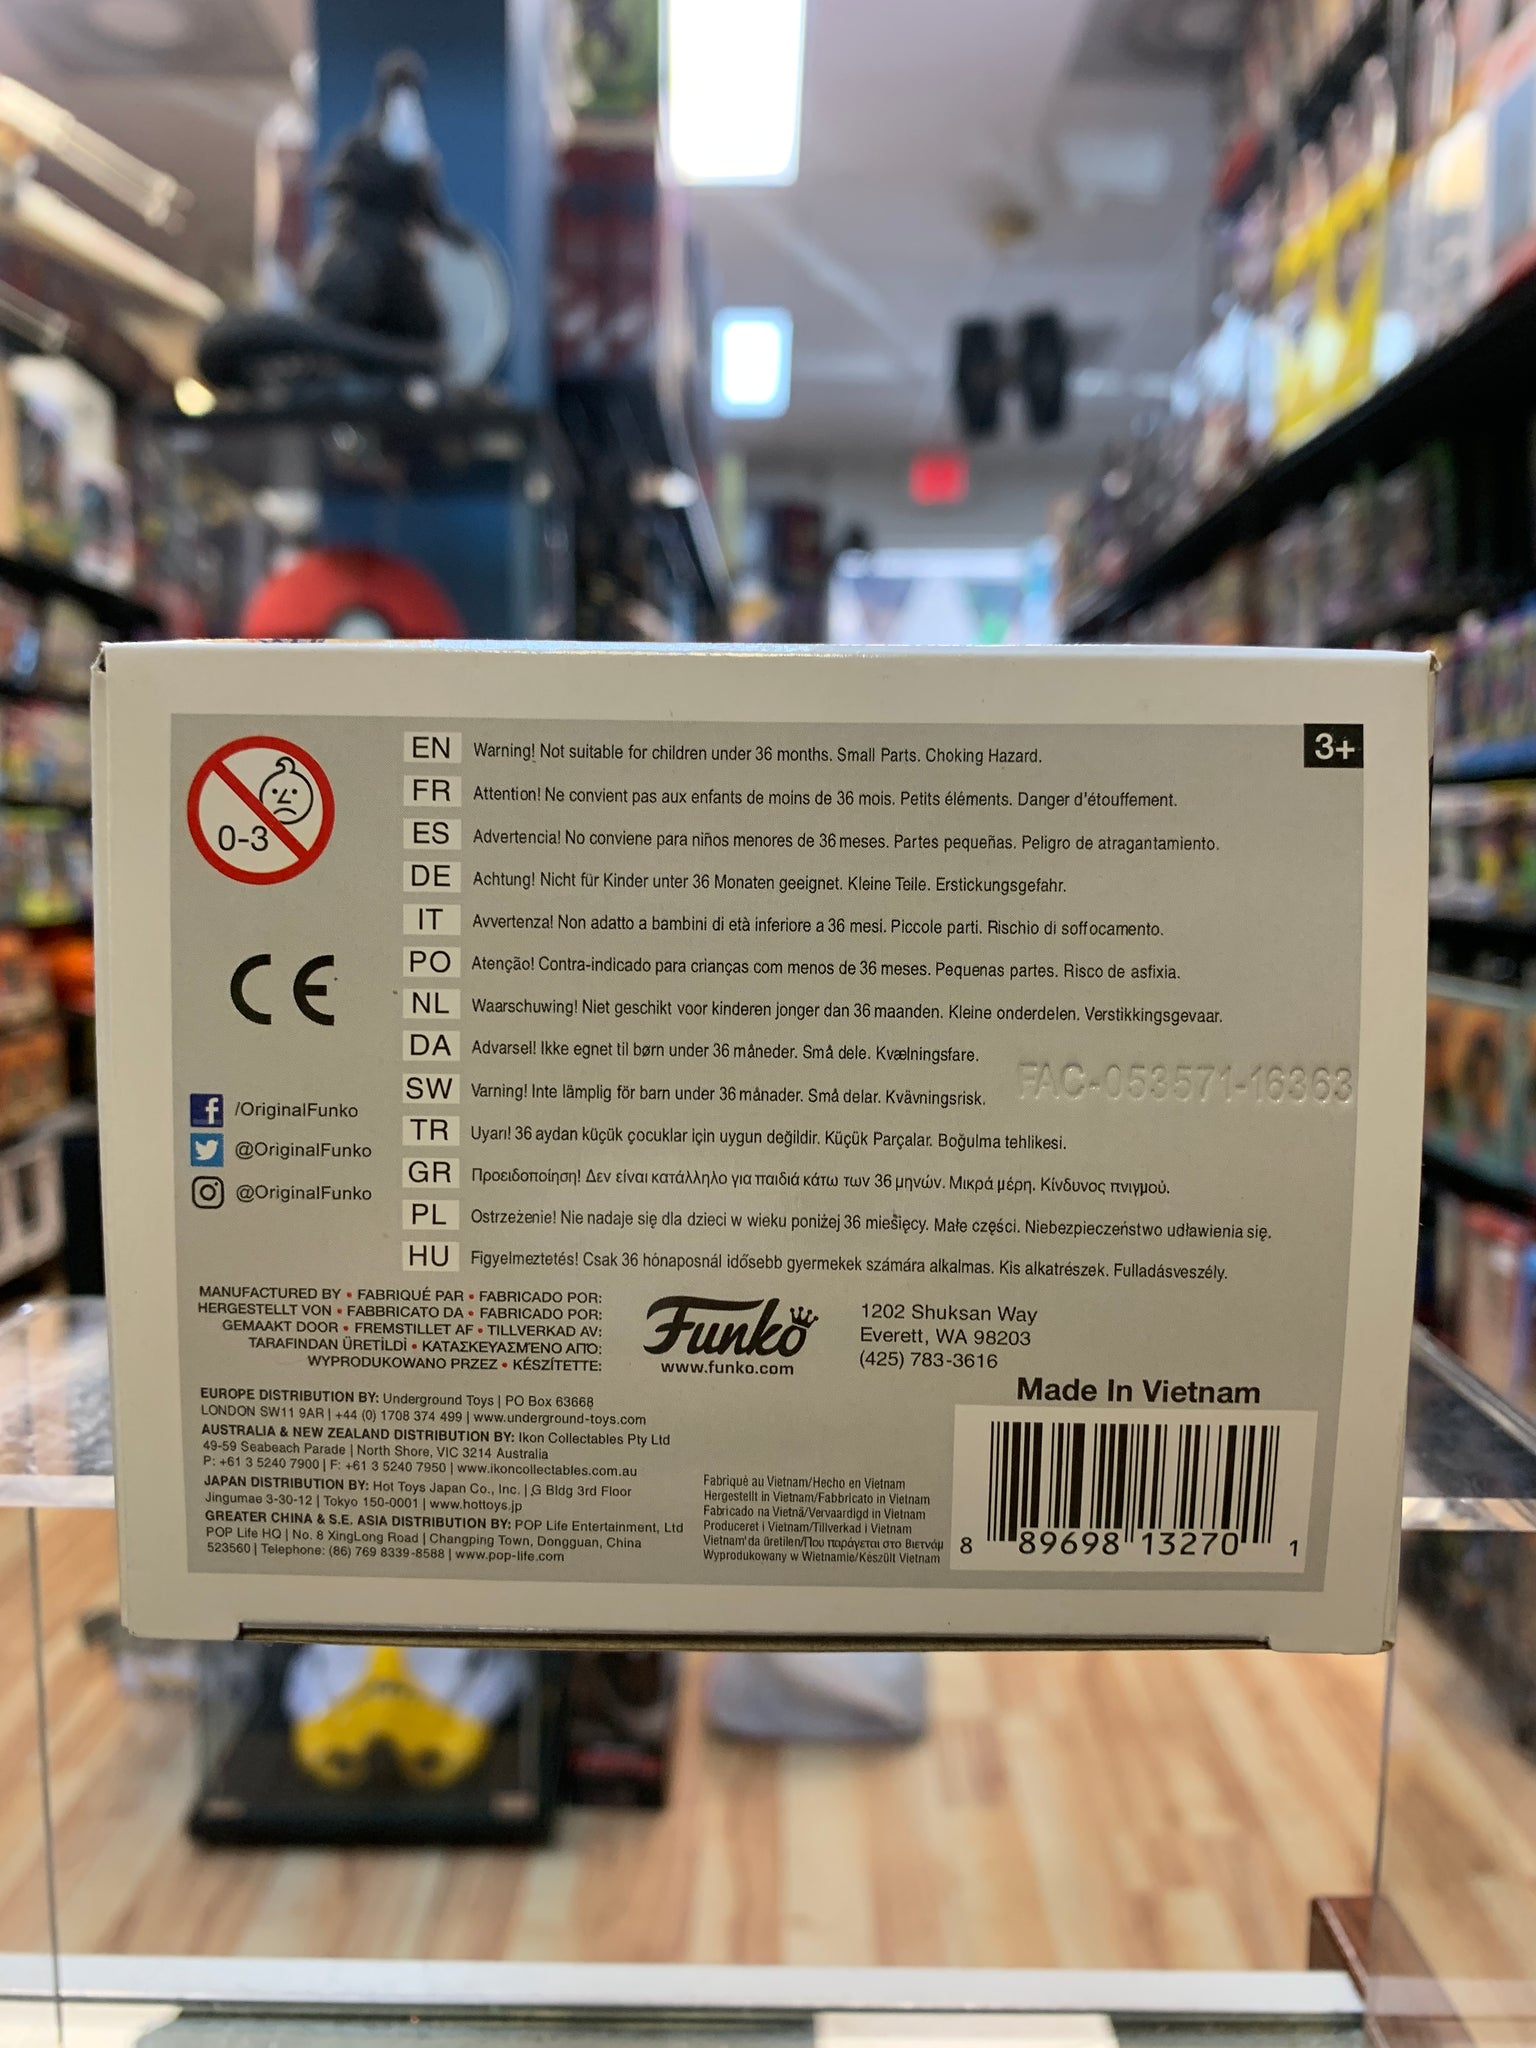 0-3
EN Warning! Not suitable for children under 36 months. Small Parts. Choking Hazard.
3+
FR Attention! Ne convient pas aux enfants de moins de 36 mois. Petits éléments. Danger d'étouffement.
ES Advertencia! No conviene para niños menores de 36 meses. Partes pequeñas. Peligro de atragantamiento.
DE Achtung! Nicht für Kinder unter 36 Monaten geeignet. Kleine Teile. Erstickungsgefahr.
IT Avvertenza! Non adatto a bambini di età inferiore a 36 mesi. Piccole parti. Rischio di soffocamento.
PO Atenção! Contra-indicado para crianças com menos de 36 meses. Pequenas partes. Risco de asfixia.
NL Waarschuwing! Niet geschikt voor kinderen jonger dan 36 maanden. Kleine onderdelen. Verstikkingsgevaar.
DA Advarsel! Ikke egnet til børn under 36 måneder. Små dele. Kvælningsfare.
SW Varning! Inte lämplig för barn under 36 månader. Små delar. Kvävningsrisk.
TR Uyarı! 36 aydan küçük çocuklar için uygun değildir. Küçük Parçalar. Boğulma tehlikesi.
GR Προειδοποίηση! Δεν είναι κατάλληλο για παιδιά κάτω των 36 μηνών. Μικρά μέρη. Κίνδυνος πνιγμού.
PL Ostrzeżenie! Nie nadaje się dla dzieci w wieku poniżej 36 miesięcy. Małe części. Niebezpieczeństwo udławienia się.
HU Figyelmeztetés! Csak 36 hónaposnál idősebb gyermekek számára alkalmas. Kis alkatrészek. Fulladásveszély.
FAC-053571-16363
CE
/OriginalFunko
@OriginalFunko
@OriginalFunko
MANUFACTURED BY • FABRIQUÉ PAR • FABRICADO POR:
HERGESTELLT VON • FABBRICATO DA • FABRICADO POR:
GEMAAKT DOOR • FREMSTILLET AF • TILLVERKAD AV:
TARAFINDAN ÜRETİLDİ • ΚΑΤΑΣΚΕΥΑΣΜΈΝΟ ΑΠΌ:
WYPRODUKOWANO PRZEZ • KÉSZÍTETTE:
Funko
www.funko.com
1202 Shuksan Way
Everett, WA 98203
(425) 783-3616
Made In Vietnam
EUROPE DISTRIBUTION BY: Underground Toys | PO Box 63668
LONDON SW11 9AR | +44 (0) 1708 374 499 | www.underground-toys.com
AUSTRALIA & NEW ZEALAND DISTRIBUTION BY: Ikon Collectables Pty Ltd
49-59 Seabeach Parade | North Shore, VIC 3214 Australia
P: +61 3 5240 7900 | F: +61 3 5240 7950 | www.ikoncollectables.com.au
JAPAN DISTRIBUTION BY: Hot Toys Japan Co., Inc. | G Bldg 3rd Floor
Jingumae 3-30-12 | Tokyo 150-0001 | www.hottoys.jp
GREATER CHINA & S.E. ASIA DISTRIBUTION BY: POP Life Entertainment, Ltd
POP Life HQ | No. 8 XingLong Road | Changping Town, Dongguan, China
523560 | Telephone: (86) 769 8339-8588 | www.pop-life.com
Fabriqué au Vietnam/Hecho en Vietnam
Hergestellt in Vietnam/Fabbricato in Vietnam
Fabricado na Vietnã/Vervaardigd in Vietnam
Produceret i Vietnam/Tillverkad i Vietnam
Vietnam'da üretilen/Που παράγεται στο Βιετνάμ
Wyprodukowany w Wietnamie/Készült Vietnam
8 89698 13270 1